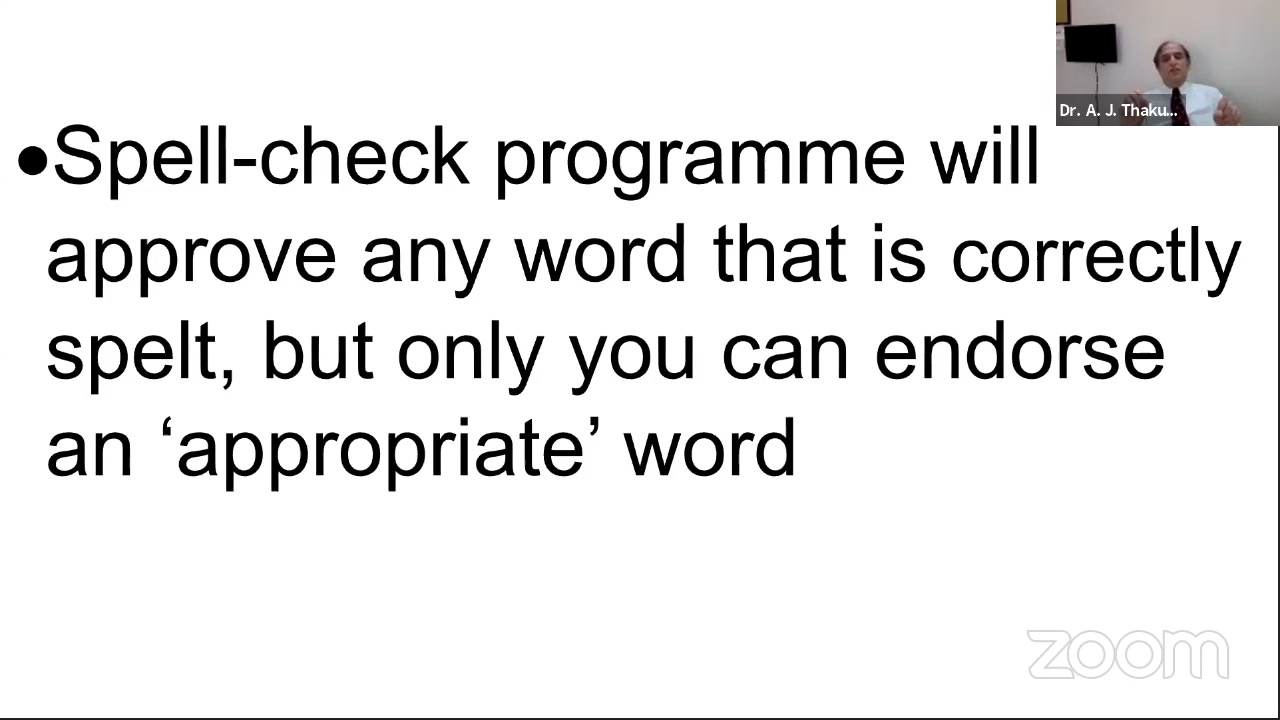 Dr. A. J. Thaku...
•Spell-check programme will
approve any word that is correctly
spelt, but only you can endorse
an ‘appropriate’ word
zoom